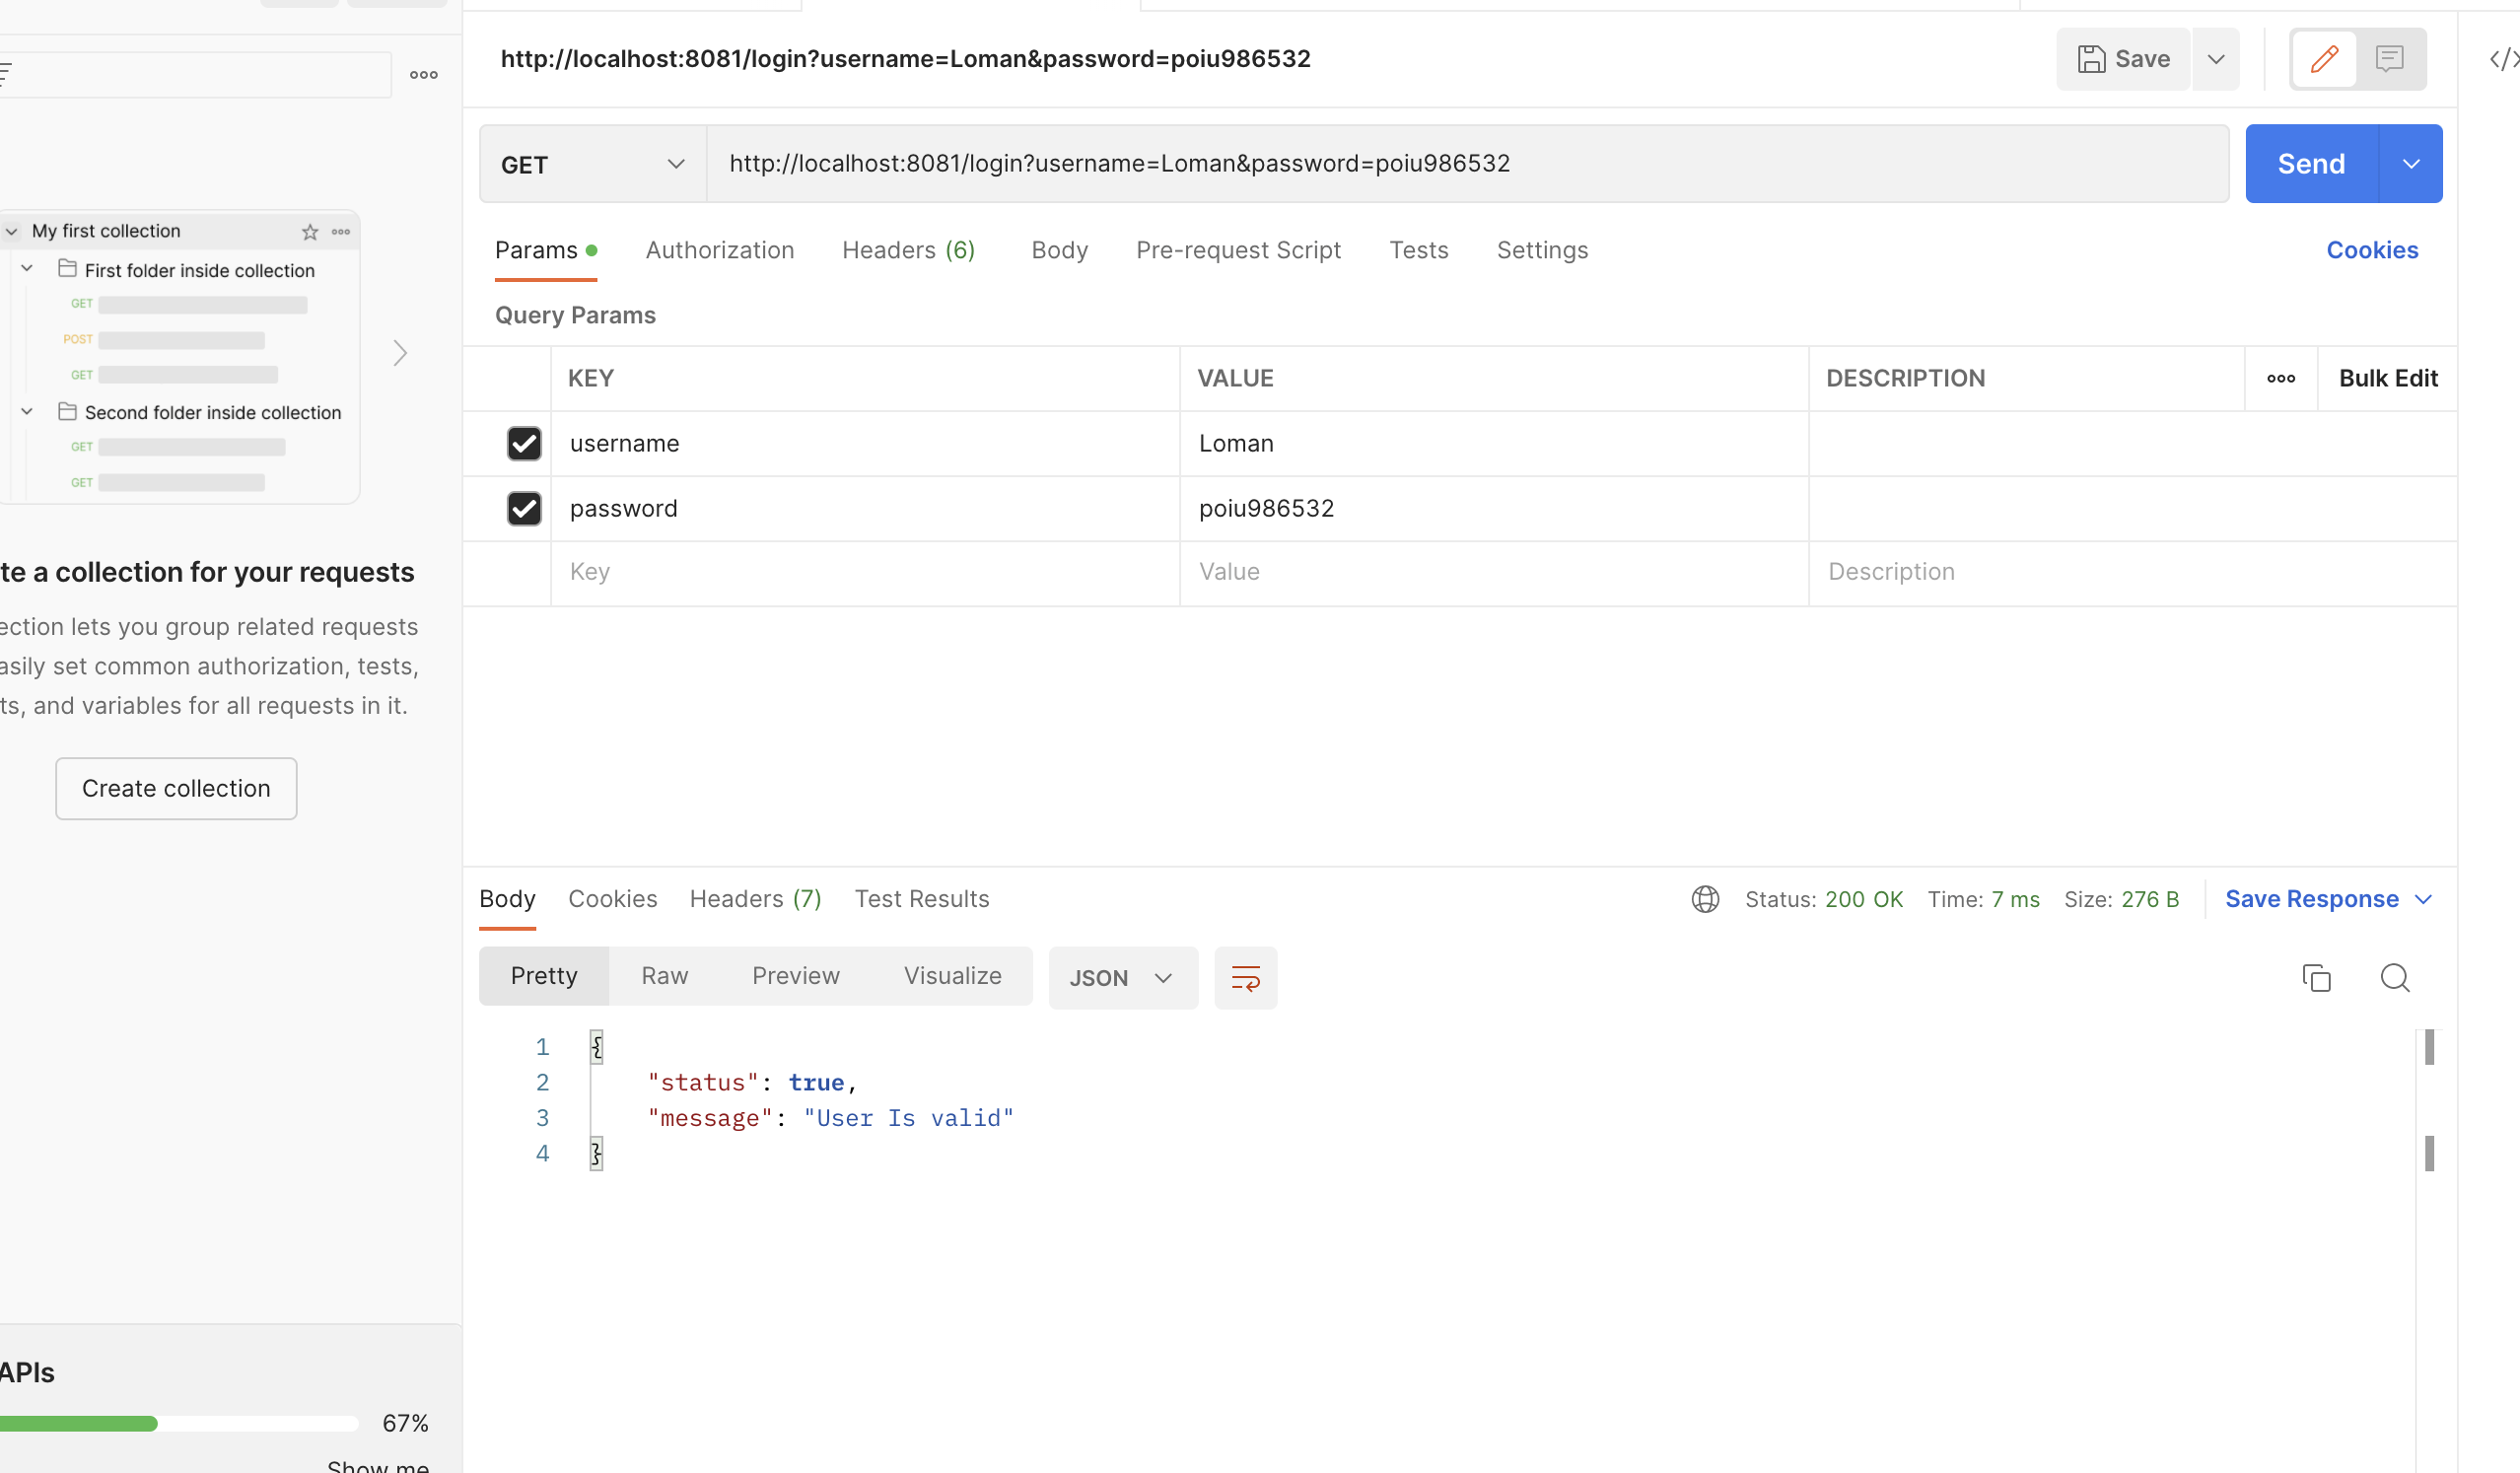 http://localhost:8081/login?username=Loman&password=poiu986532
Save
GET
http://localhost:8081/login?username=Loman&password=poiu986532
Send
Params
Authorization
Headers (6)
Body
Pre-request Script
Tests
Settings
Cookies
Query Params
KEY
VALUE
DESCRIPTION
Bulk Edit
username
Loman
password
poiu986532
Key
Value
Description
My first collection
First folder inside collection
GET
POST
GET
Second folder inside collection
GET
GET
te a collection for your requests
ection lets you group related requests
asily set common authorization, tests,
ts, and variables for all requests in it.
Create collection
APIs
67%
Show me
Body
Cookies
Headers (7)
Test Results
Status: 200 OK
Time: 7 ms
Size: 276 B
Save Response
Pretty
Raw
Preview
Visualize
JSON
1 {
2 "status": true,
3 "message": "User Is valid"
4 }